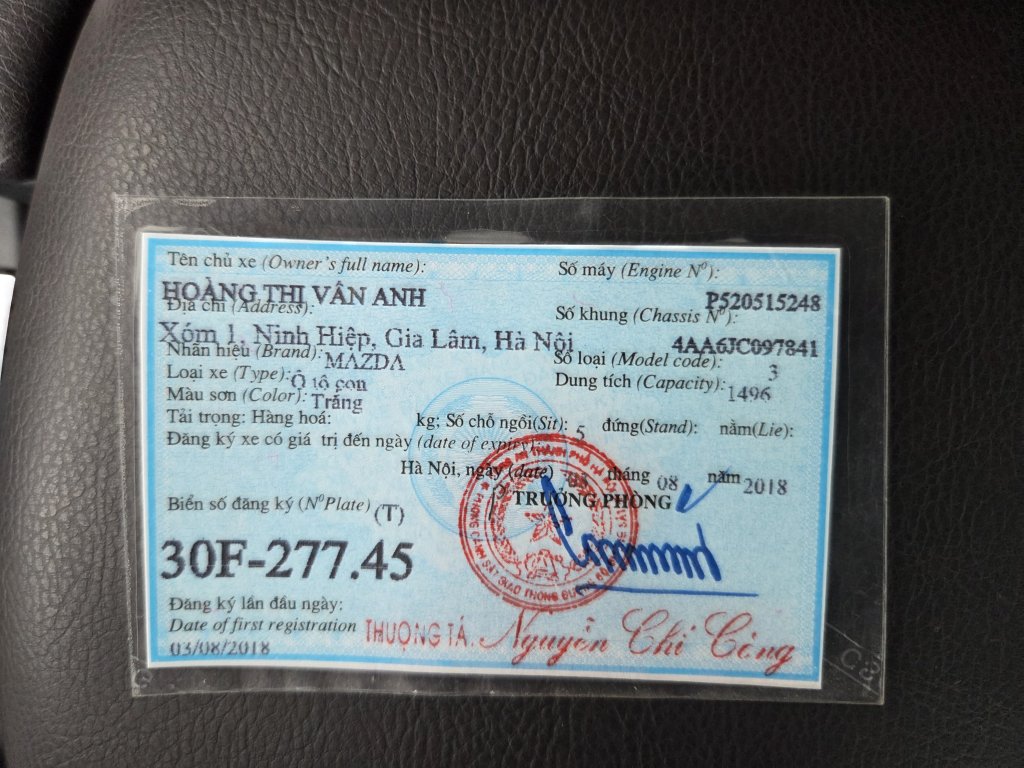 Tên chủ xe (Owner's full name):
HOÀNG THỊ VÂN ANH
Địa chỉ (Address):
Xóm 1, Ninh Hiệp, Gia Lâm, Hà Nội
Nhãn hiệu (Brand): MAZDA
Loại xe (Type): Ô tô con
Màu sơn (Color): Trắng
Số máy (Engine Nº):
P520515248
Số khung (Chassis Nº):
4AA6JC097841
Số loại (Model code): 3
Dung tích (Capacity): 1496
Tải trọng: Hàng hoá: kg; Số chỗ ngồi(Sit): 5 đứng(Stand): nằm(Lie):
Đăng ký xe có giá trị đến ngày (date of expiry):
Hà Nội, ngày (date) tháng 08 năm 2018
TRƯỞNG PHÒNG
Biển số đăng ký (NºPlate) (T)
30F-277.45
Đăng ký lần đầu ngày:
Date of first registration
03/08/2018
THƯỢNG TÁ. Nguyễn Chí Công